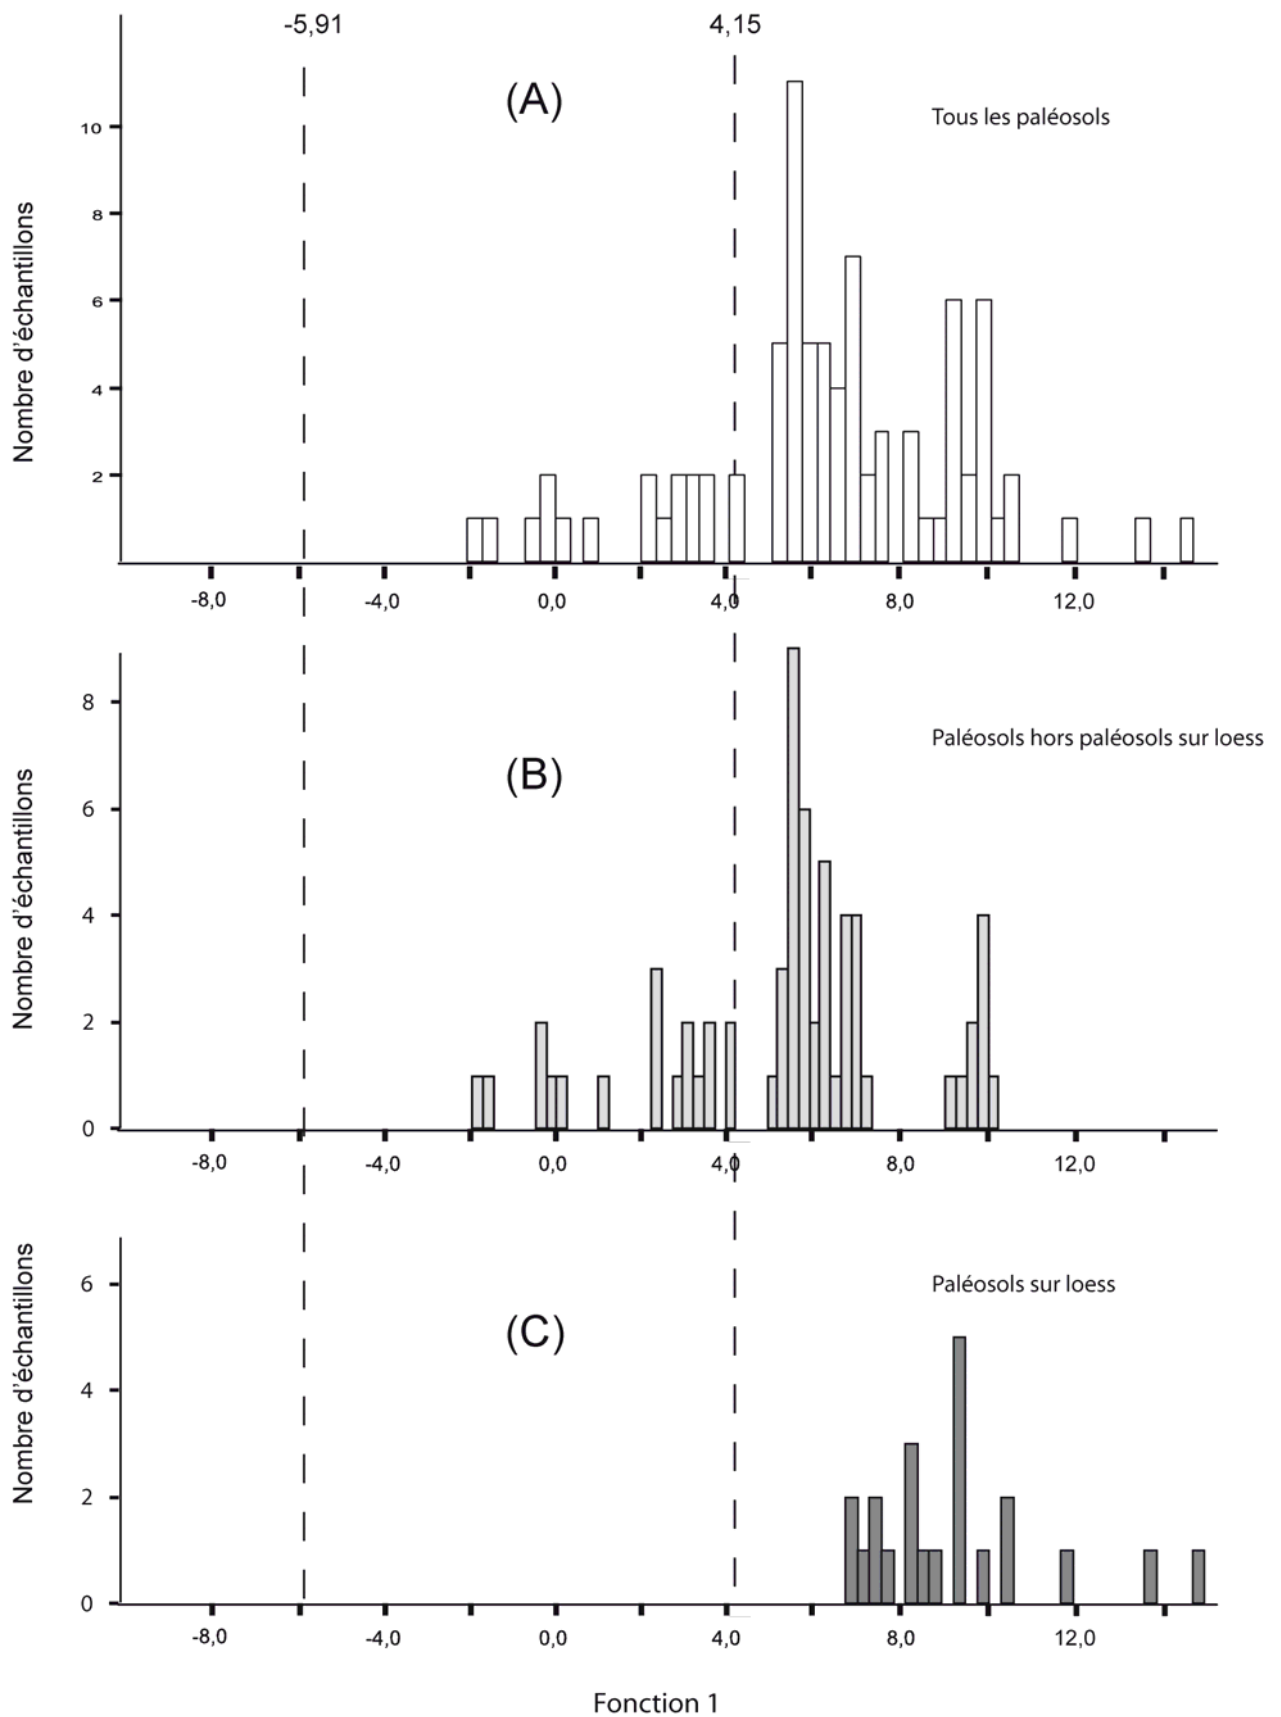 -5,91 4,15
(A)
Tous les paléosols
Nombre d'échantillons
10
8
6
4
2
-8,0 -4,0 0,0 4,0 8,0 12,0
(B)
Paléosols hors paléosols sur loess
Nombre d'échantillons
8
6
4
2
0
-8,0 -4,0 0,0 4,0 8,0 12,0
(C)
Paléosols sur loess
Nombre d'échantillons
6
4
2
0
-8,0 -4,0 0,0 4,0 8,0 12,0
Fonction 1